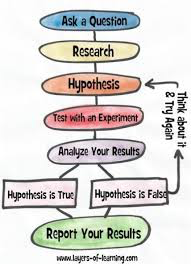 Ask a Question
Research
Hypothesis
Test with an Experiment
Analyze Your Results
Hypothesis is True
Hypothesis is False
Report Your Results
Think about it
& Try Again
www.layers-of-learning.com